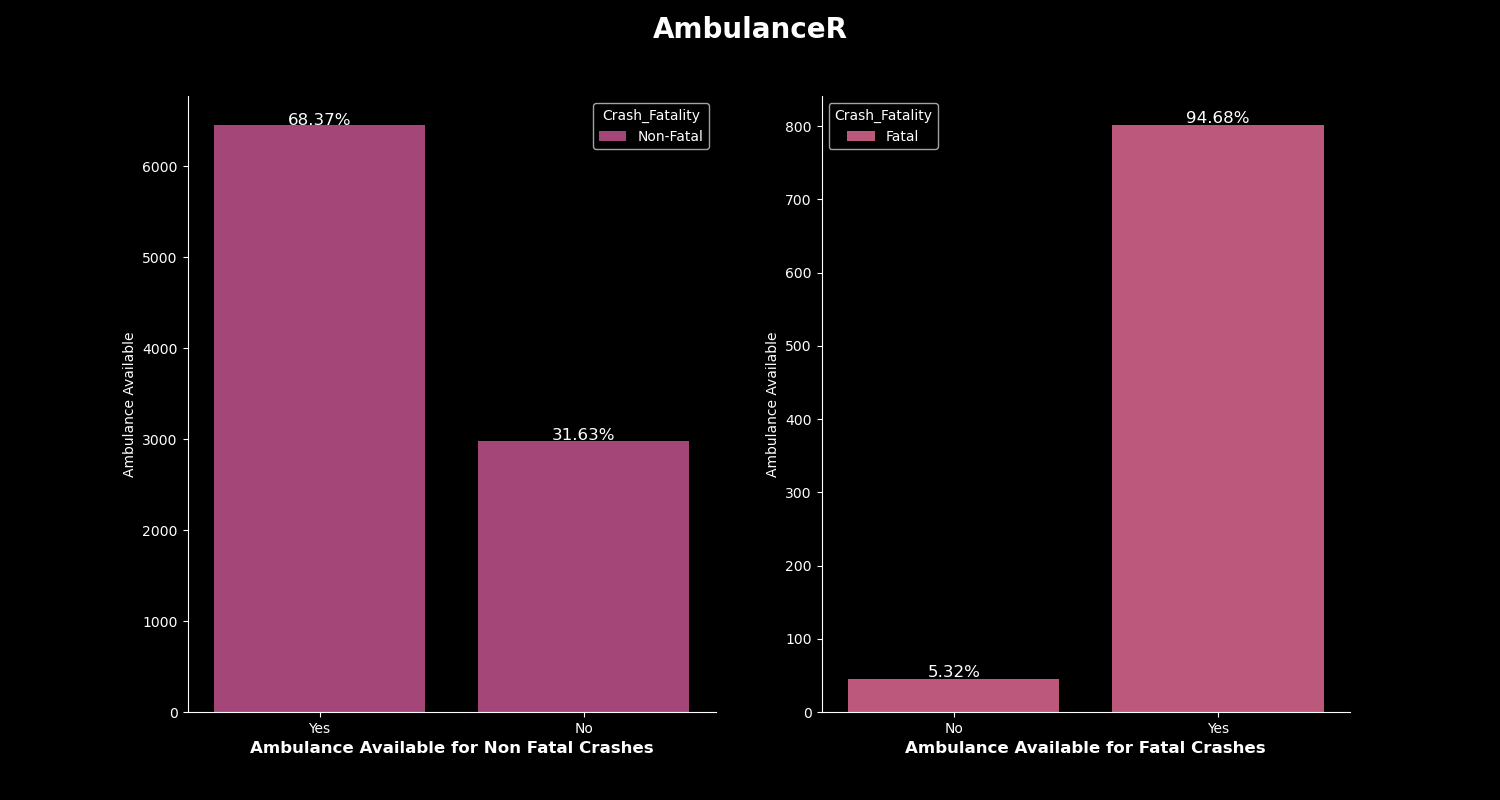 AmbulanceR
Ambulance Available
6000
5000
4000
3000
2000
1000
0
68.37%
31.63%
Crash_Fatality
Non-Fatal
Yes
No
Ambulance Available for Non Fatal Crashes
Ambulance Available
800
700
600
500
400
300
200
100
0
Crash_Fatality
Fatal
5.32%
94.68%
No
Yes
Ambulance Available for Fatal Crashes